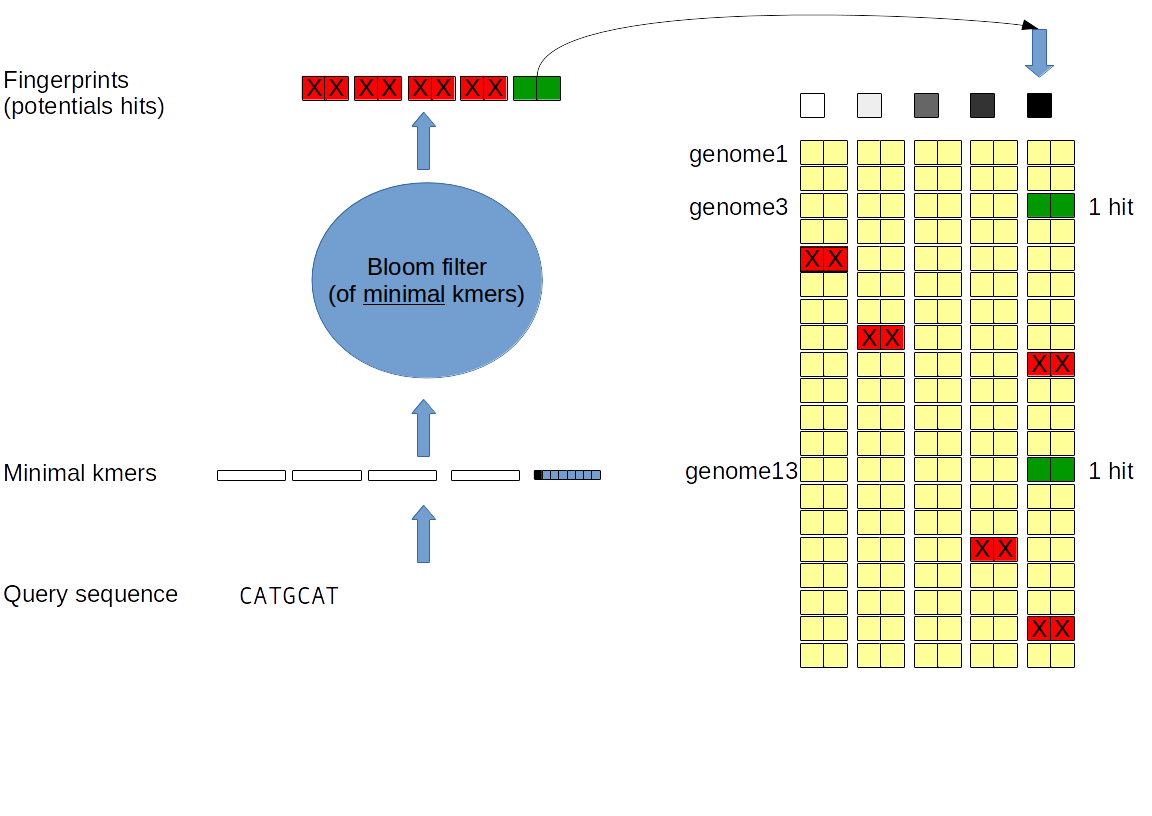 Fingerprints
(potentials hits)
X X X X X X X X
Bloom filter
(of minimal kmers)
Minimal kmers
Query sequence CATGCAT
genome1
genome3 1 hit
X X
X X
X X
genome13 1 hit
X X
X X